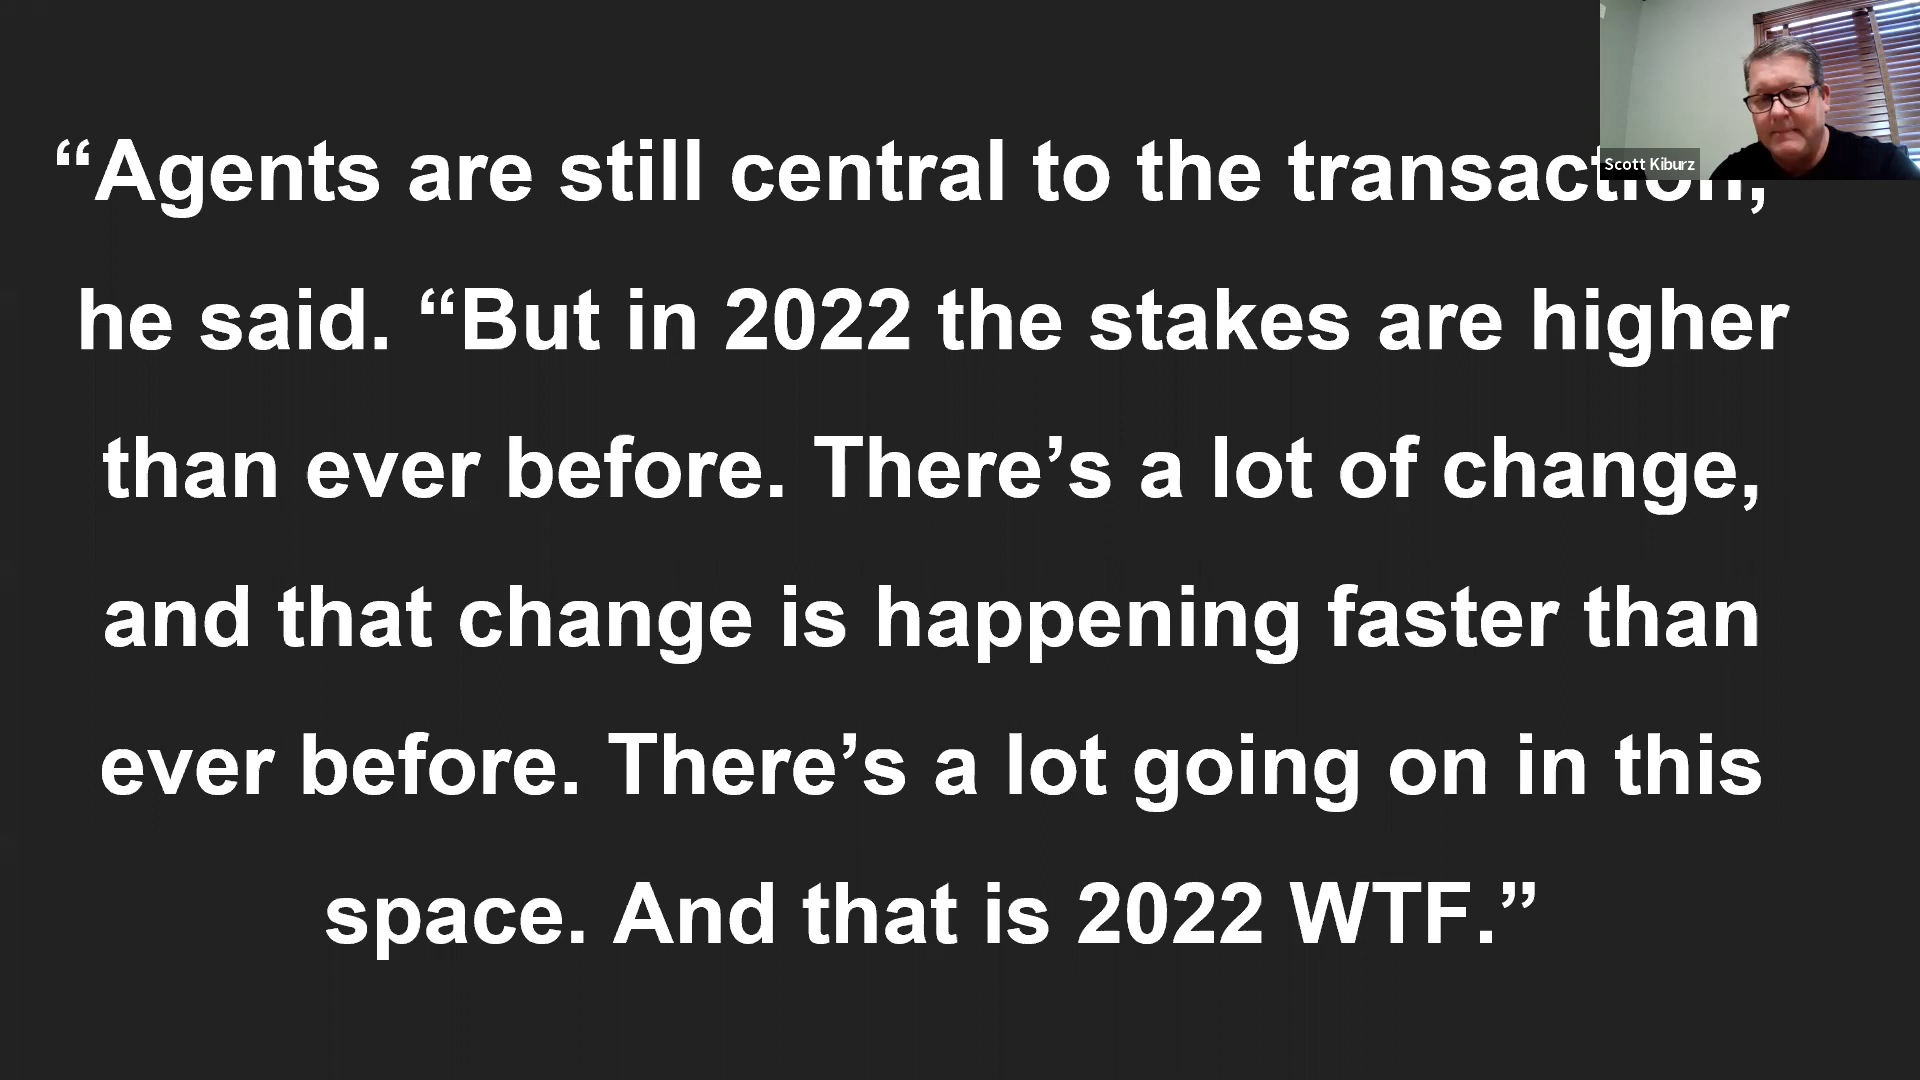 “Agents are still central to the transaction,
Scott Kiburz
he said. “But in 2022 the stakes are higher
than ever before. There’s a lot of change,
and that change is happening faster than
ever before. There’s a lot going on in this
space. And that is 2022 WTF.”